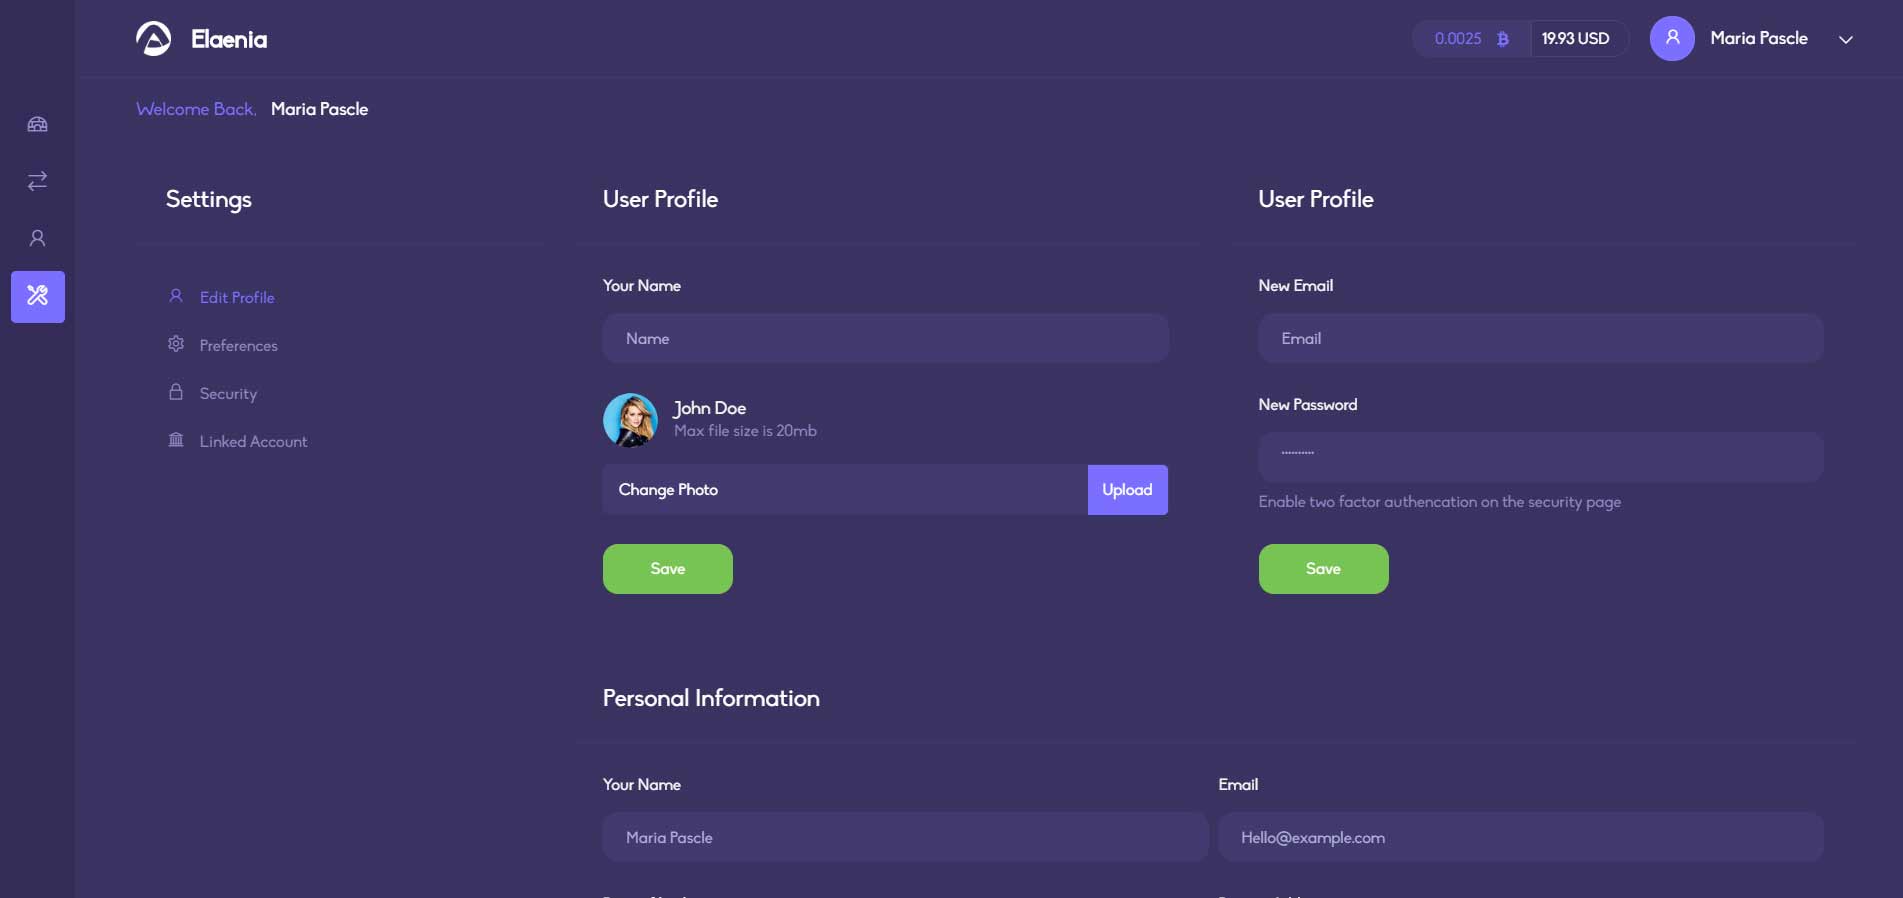 Elaenia
0.0025
19.93 USD
Maria Pascle
Welcome Back, Maria Pascle
Settings
Edit Profile
Preferences
Security
Linked Account
User Profile
Your Name
Name
John Doe
Max file size is 20mb
Change Photo
Upload
Save
User Profile
New Email
Email
New Password
··········
Enable two factor authencation on the security page
Save
Personal Information
Your Name
Maria Pascle
Email
Hello@example.com